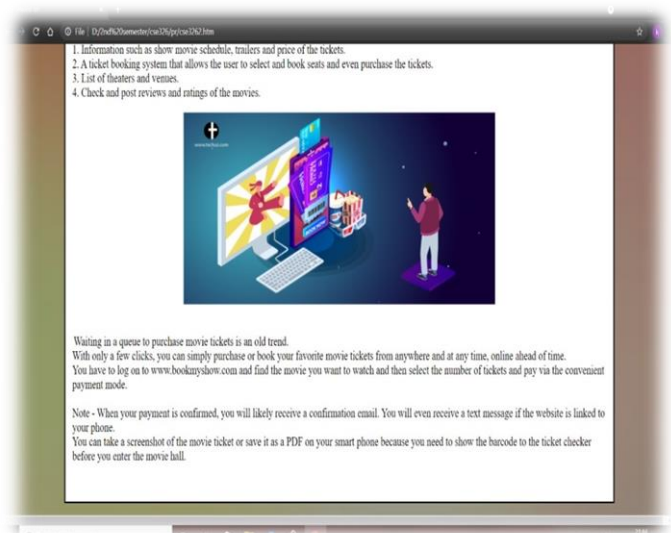 File | D:/2nd%20semester/cse326/pr/cse3262.htm
1. Information such as show movie schedule, trailers and price of the tickets.
2. A ticket booking system that allows the user to select and book seats and even purchase the tickets.
3. List of theaters and venues.
4. Check and post reviews and ratings of the movies.
Waiting in a queue to purchase movie tickets is an old trend.
With only a few clicks, you can simply purchase or book your favorite movie tickets from anywhere and at any time, online ahead of time.
You have to log on to www.bookmyshow.com and find the movie you want to watch and then select the number of tickets and pay via the convenient
payment mode.
Note - When your payment is confirmed, you will likely receive a confirmation email. You will even receive a text message if the website is linked to
your phone.
You can take a screenshot of the movie ticket or save it as a PDF on your smart phone because you need to show the barcode to the ticket checker
before you enter the movie hall.